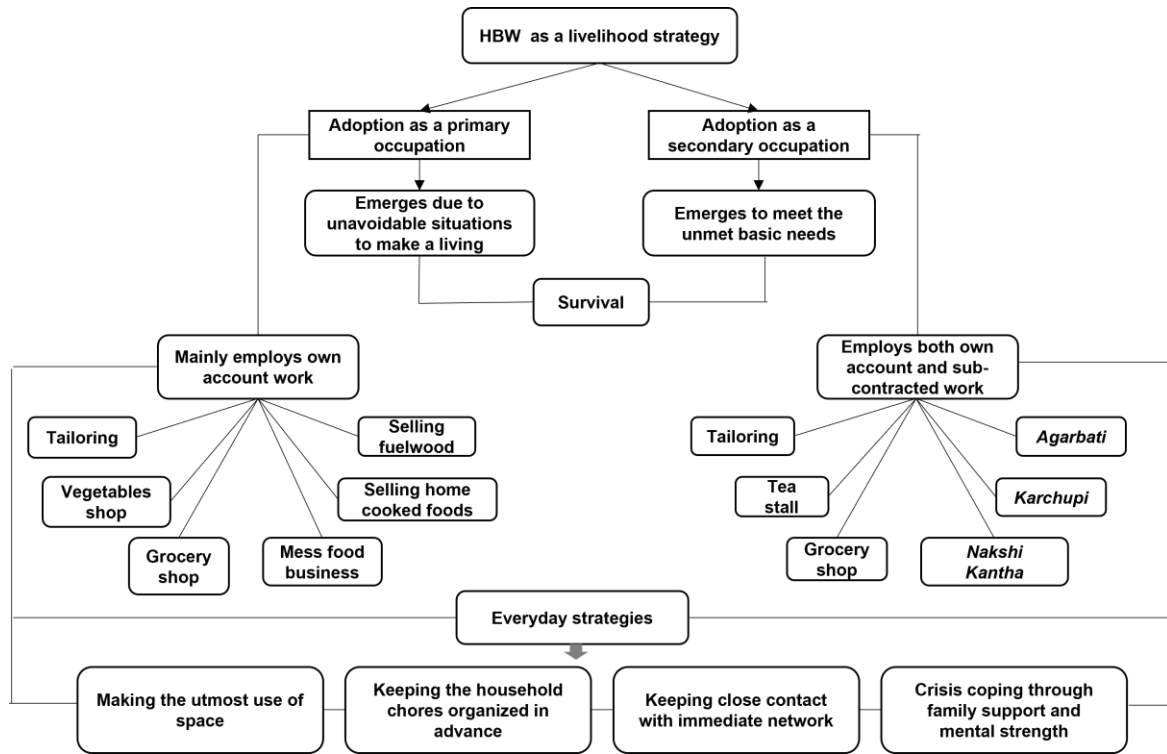 HBW as a livelihood strategy
Adoption as a primary
occupation
Adoption as a
secondary occupation
Emerges due to
unavoidable situations
to make a living
Emerges to meet the
unmet basic needs
Survival
Mainly employs own
account work
Employs both own
account and sub-
contracted work
Tailoring
Selling
fuelwood
Vegetables
shop
Selling home
cooked foods
Grocery
shop
Mess food
business
Tailoring
Agarbati
Tea
stall
Karchupi
Grocery
shop
Nakshi
Kantha
Everyday strategies
Making the utmost use of
space
Keeping the household
chores organized in
advance
Keeping close contact
with immediate network
Crisis coping through
family support and
mental strength